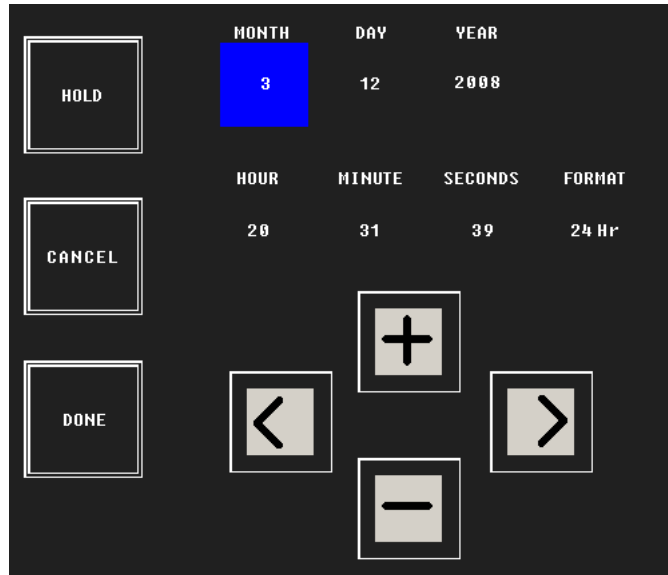 MONTH DAY YEAR
3 12 2008
HOLD
HOUR MINUTE SECONDS FORMAT
20 31 39 24 Hr
CANCEL
+
< >
DONE
−